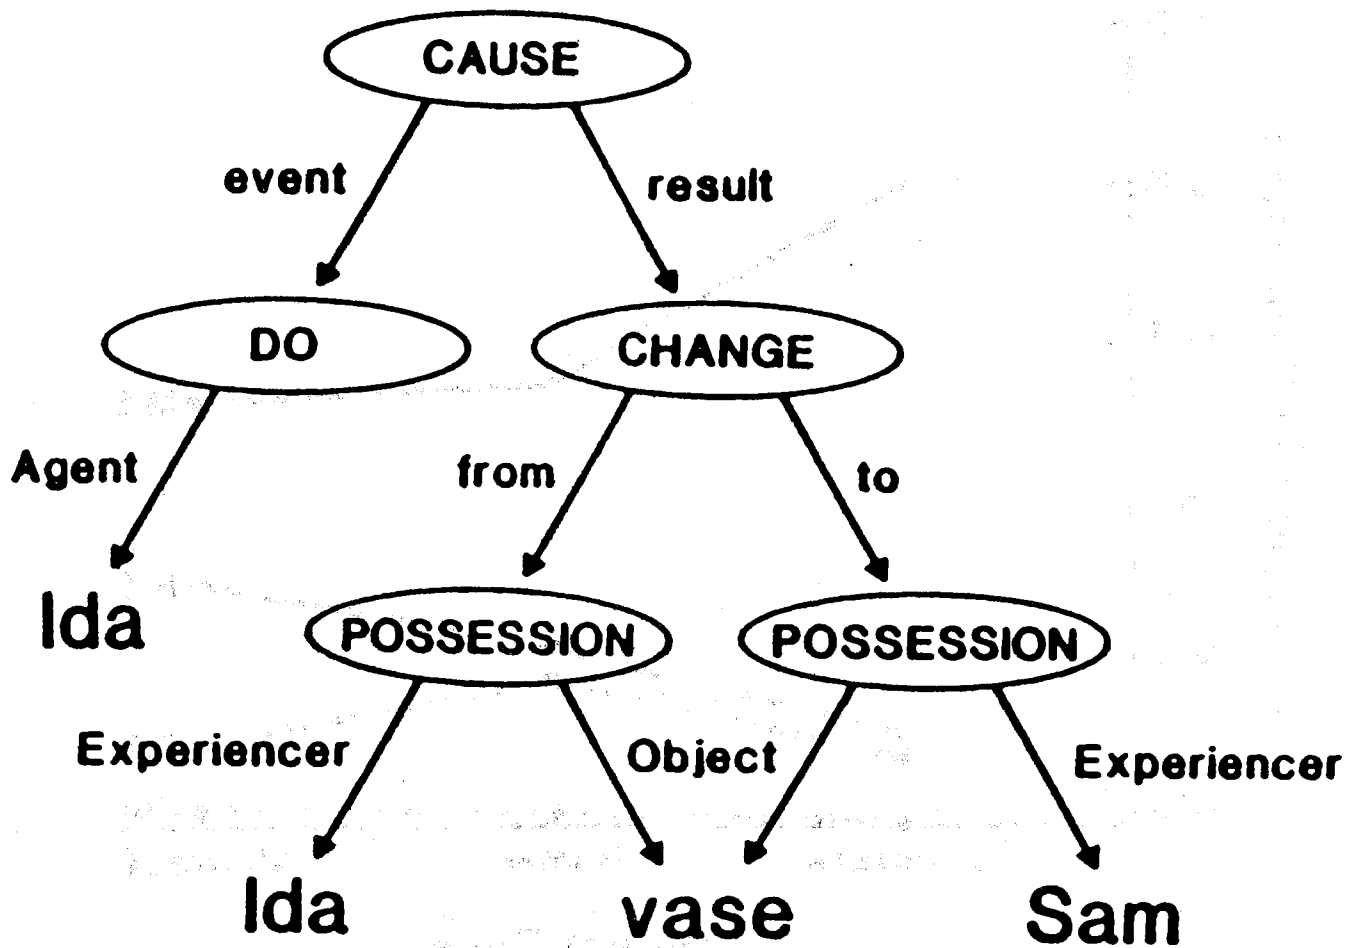 CAUSE
event result
DO CHANGE
Agent from to
Ida POSSESSION POSSESSION
Experiencer Object Experiencer
Ida vase Sam